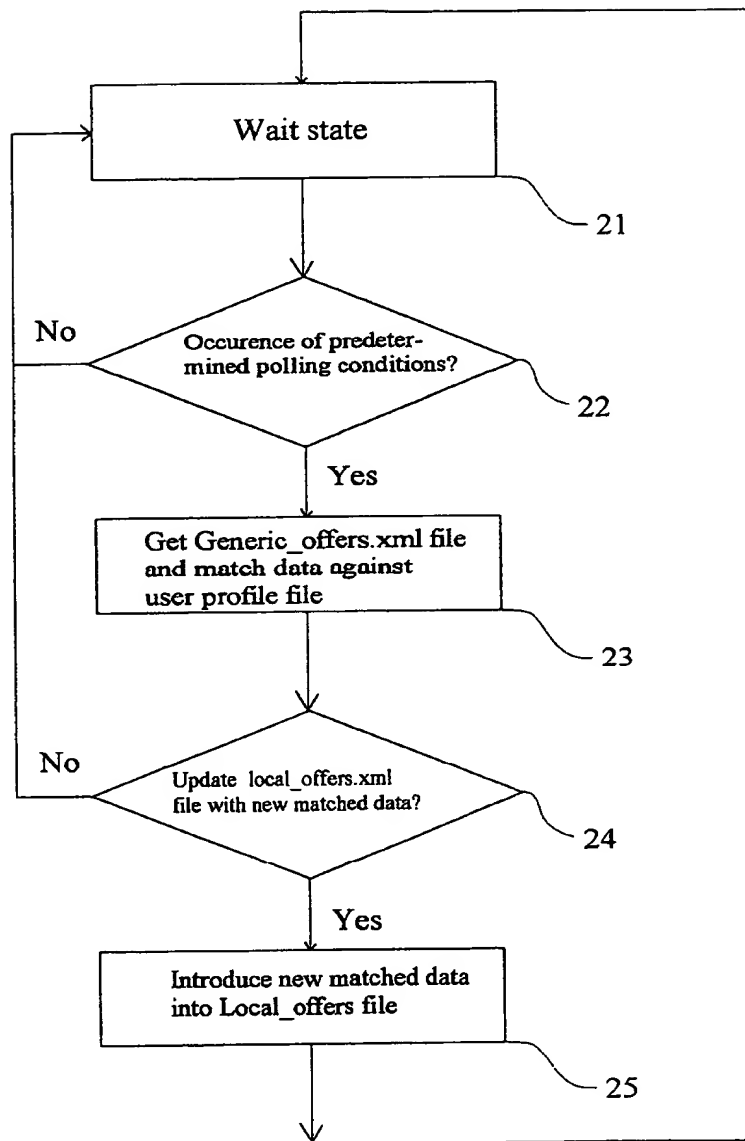 Wait state
21
No
Occurence of predeter-
mined polling conditions?
22
Yes
Get Generic_offers.xml file
and match data against
user profile file
23
No
Update local_offers.xml
file with new matched data?
24
Yes
Introduce new matched data
into Local_offers file
25